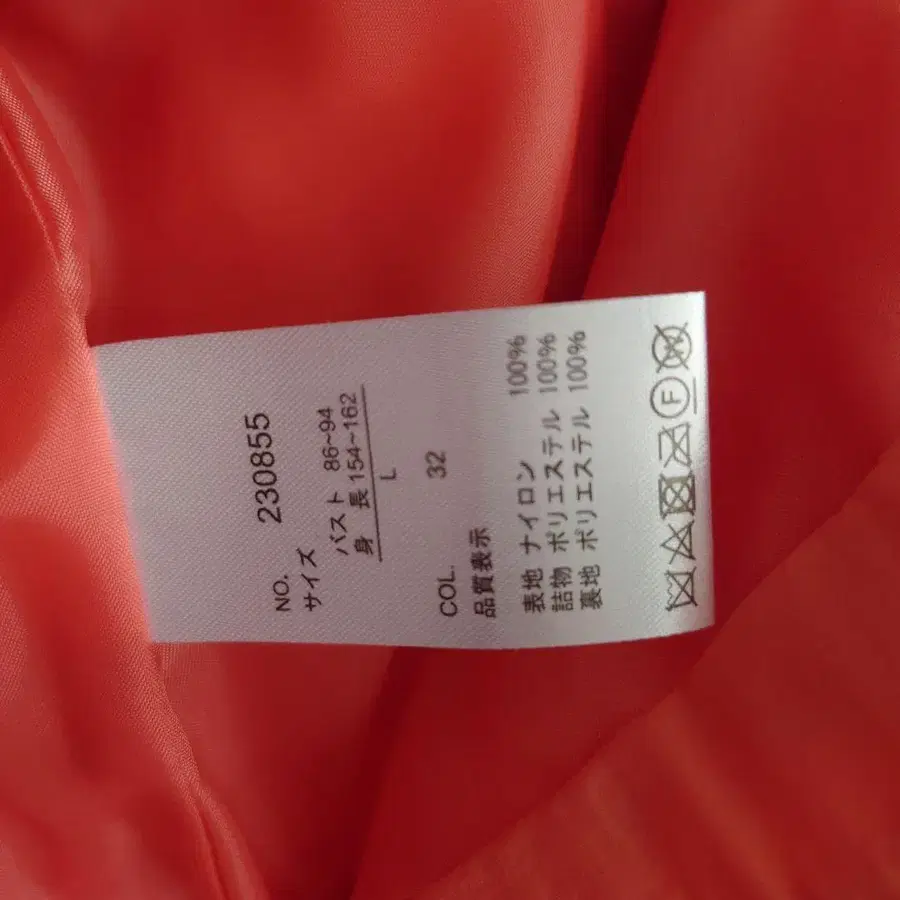 NO. 230855
サイズ
バスト 86~94
身長 154~162
L
COL. 32
品質表示
表地 ナイロン 100%
詰物 ポリエステル 100%
裏地 ポリエステル 100%
F W